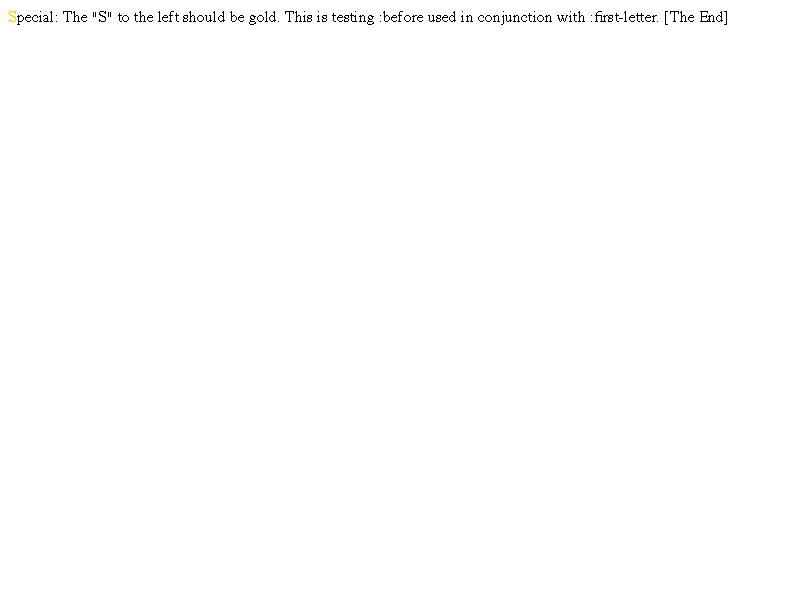 Special: The "S" to the left should be gold. This is testing :before used in conjunction with :first-letter. [The End]